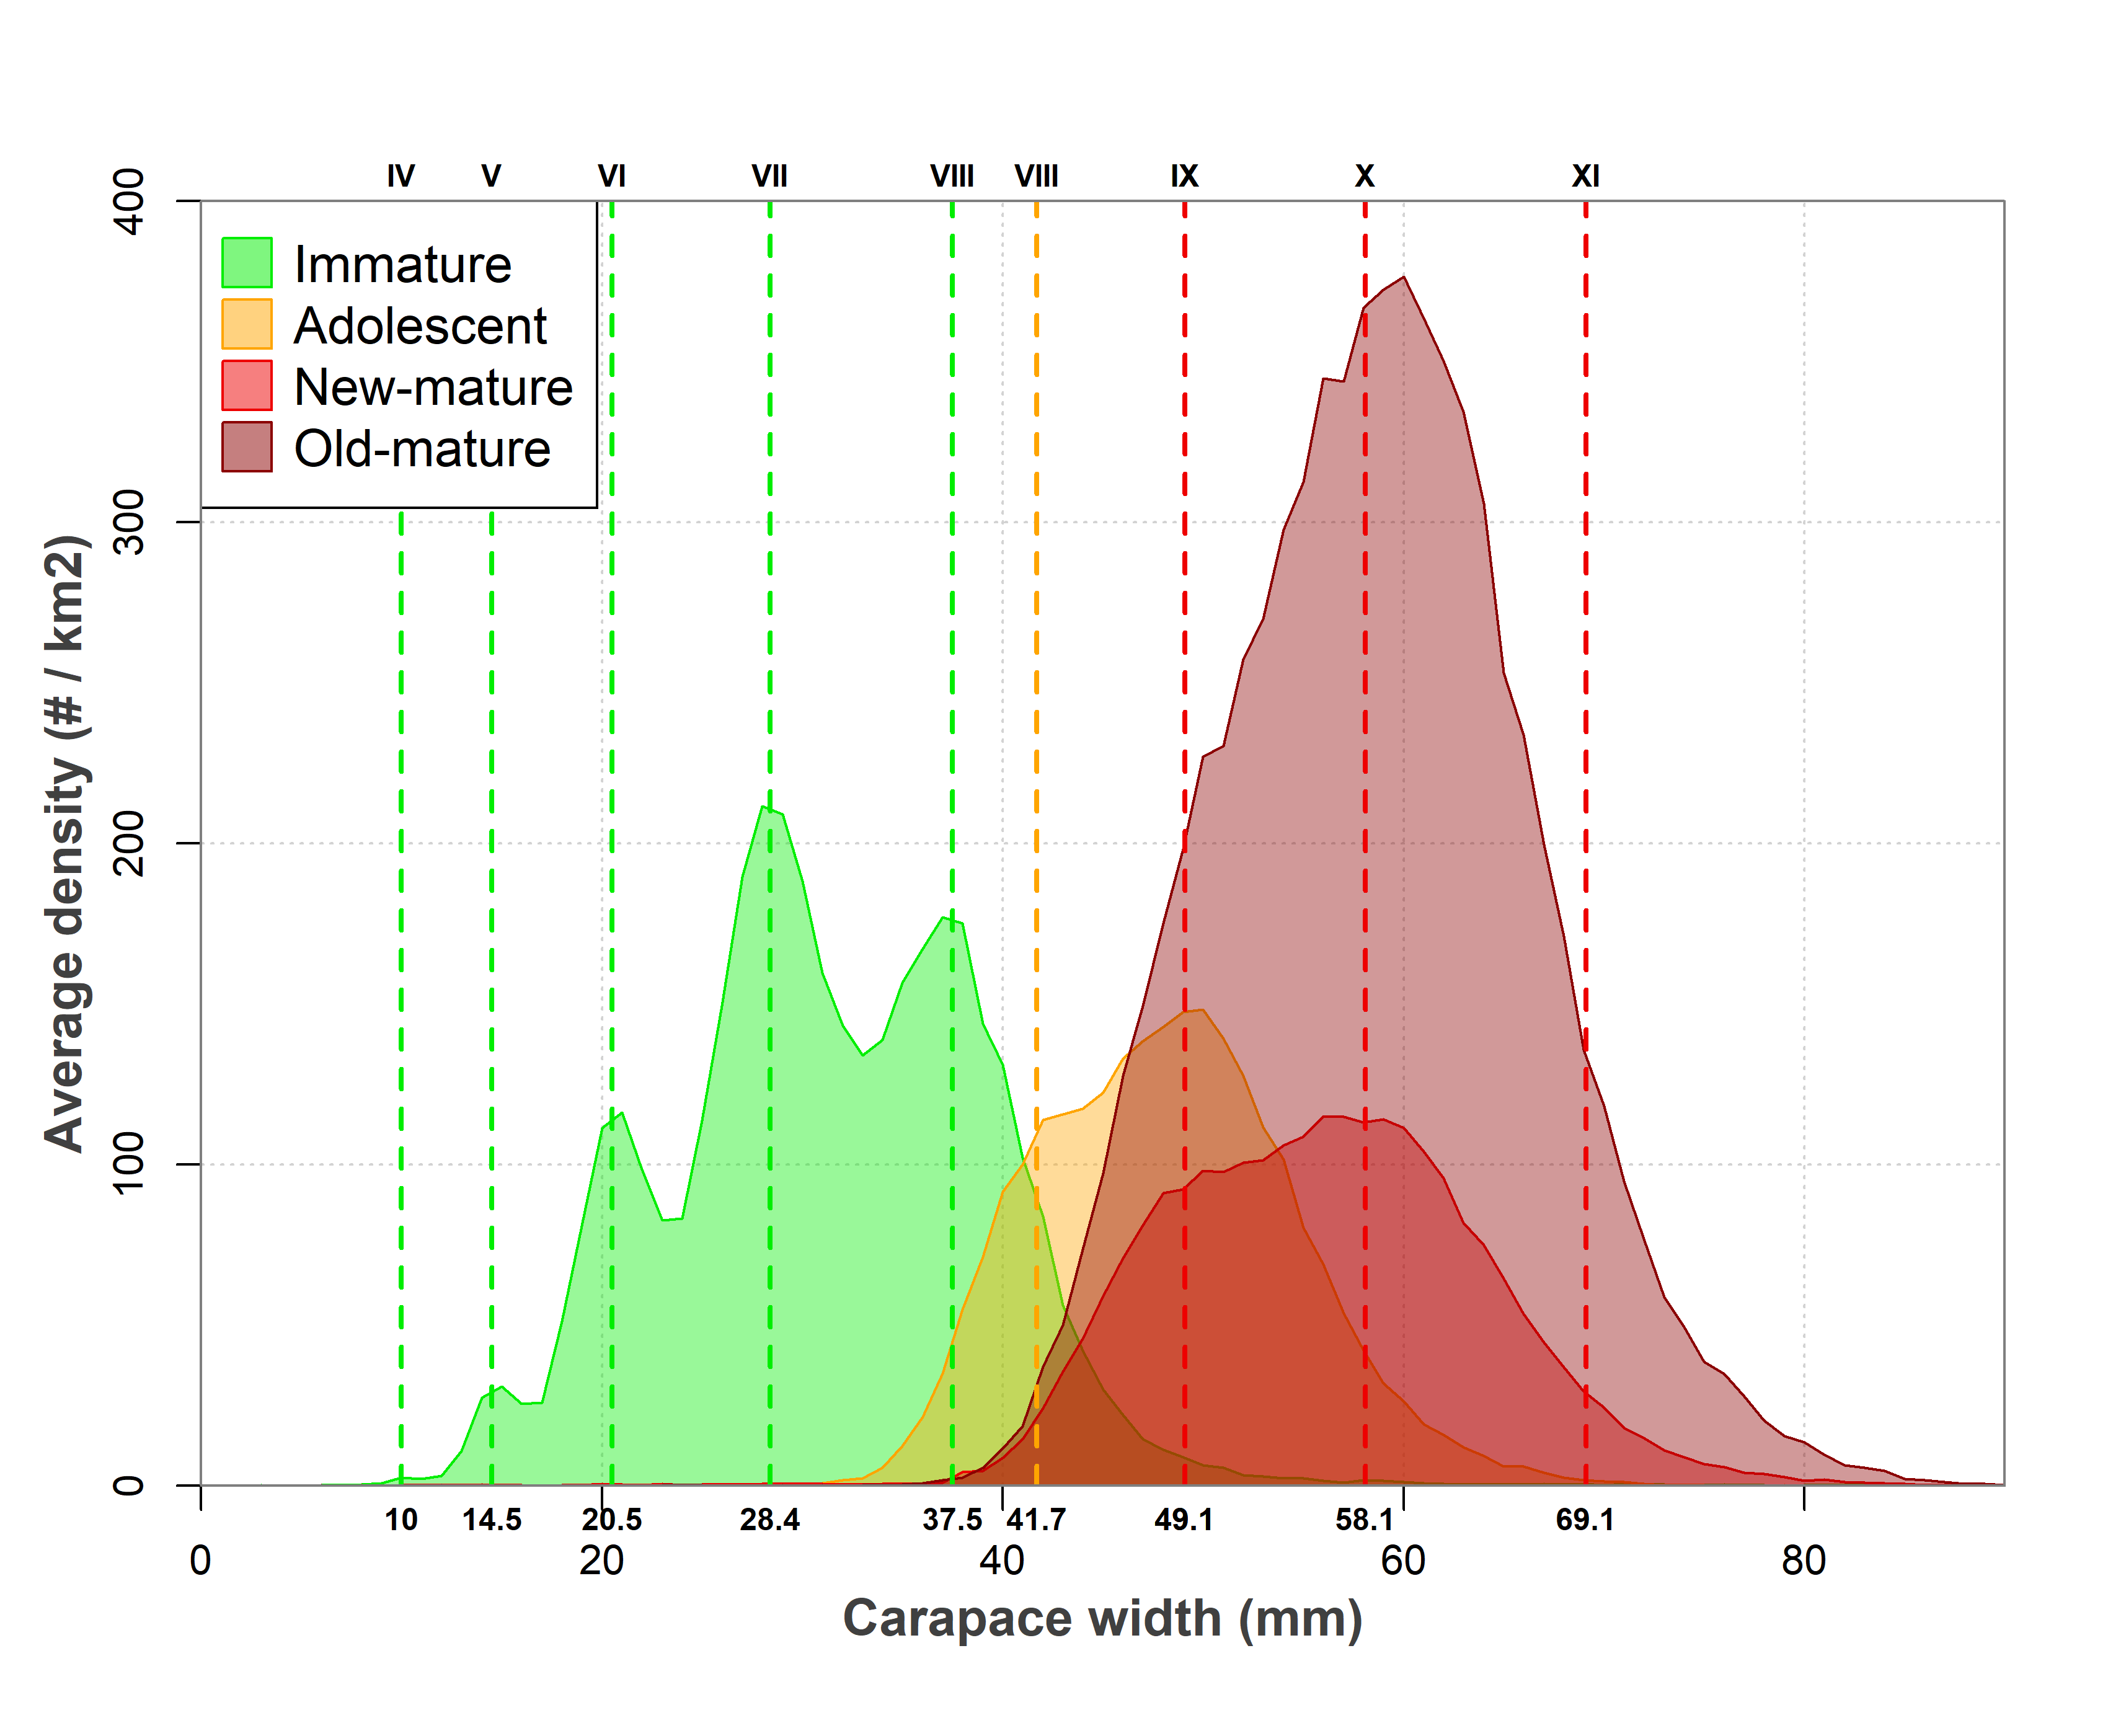 IV V VI VII VIII VIII IX X XI
Immature
Adolescent
New-mature
Old-mature
400
300
200
100
0
Average density (# / km2)
10 14.5 20.5 28.4 37.5 41.7 49.1 58.1 69.1
0 20 40 60 80
Carapace width (mm)